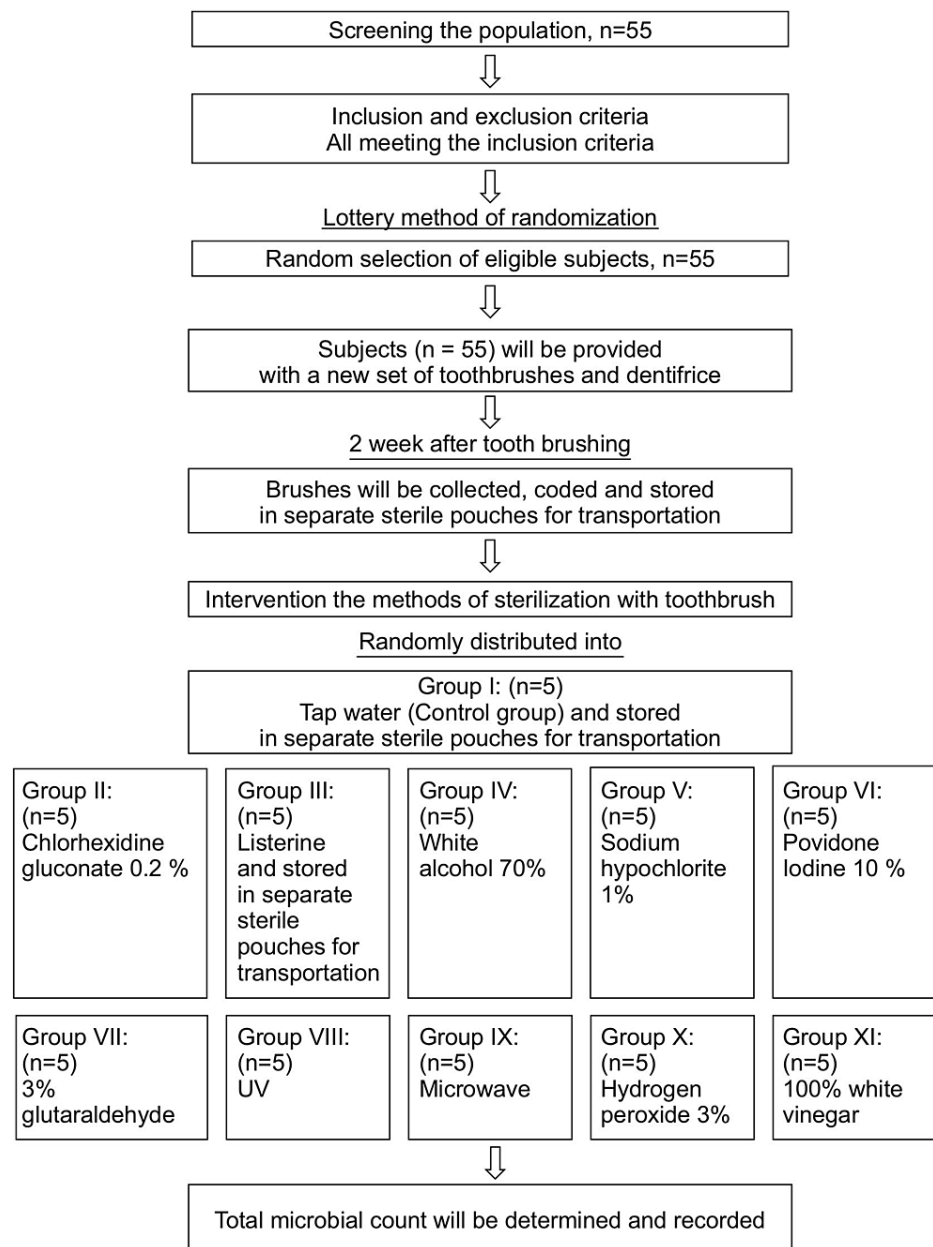 Screening the population, n=55
Inclusion and exclusion criteria
All meeting the inclusion criteria
Lottery method of randomization
Random selection of eligible subjects, n=55
Subjects (n = 55) will be provided
with a new set of toothbrushes and dentifrice
2 week after tooth brushing
Brushes will be collected, coded and stored
in separate sterile pouches for transportation
Intervention the methods of sterilization with toothbrush
Randomly distributed into
Group I: (n=5)
Tap water (Control group) and stored
in separate sterile pouches for transportation
Group II:
(n=5)
Chlorhexidine
gluconate 0.2 %
Group III:
(n=5)
Listerine
and stored
in separate
sterile
pouches for
transportation
Group IV:
(n=5)
White
alcohol 70%
Group V:
(n=5)
Sodium
hypochlorite
1%
Group VI:
(n=5)
Povidone
Iodine 10 %
Group VII:
(n=5)
3%
glutaraldehyde
Group VIII:
(n=5)
UV
Group IX:
(n=5)
Microwave
Group X:
(n=5)
Hydrogen
peroxide 3%
Group XI:
(n=5)
100% white
vinegar
Total microbial count will be determined and recorded